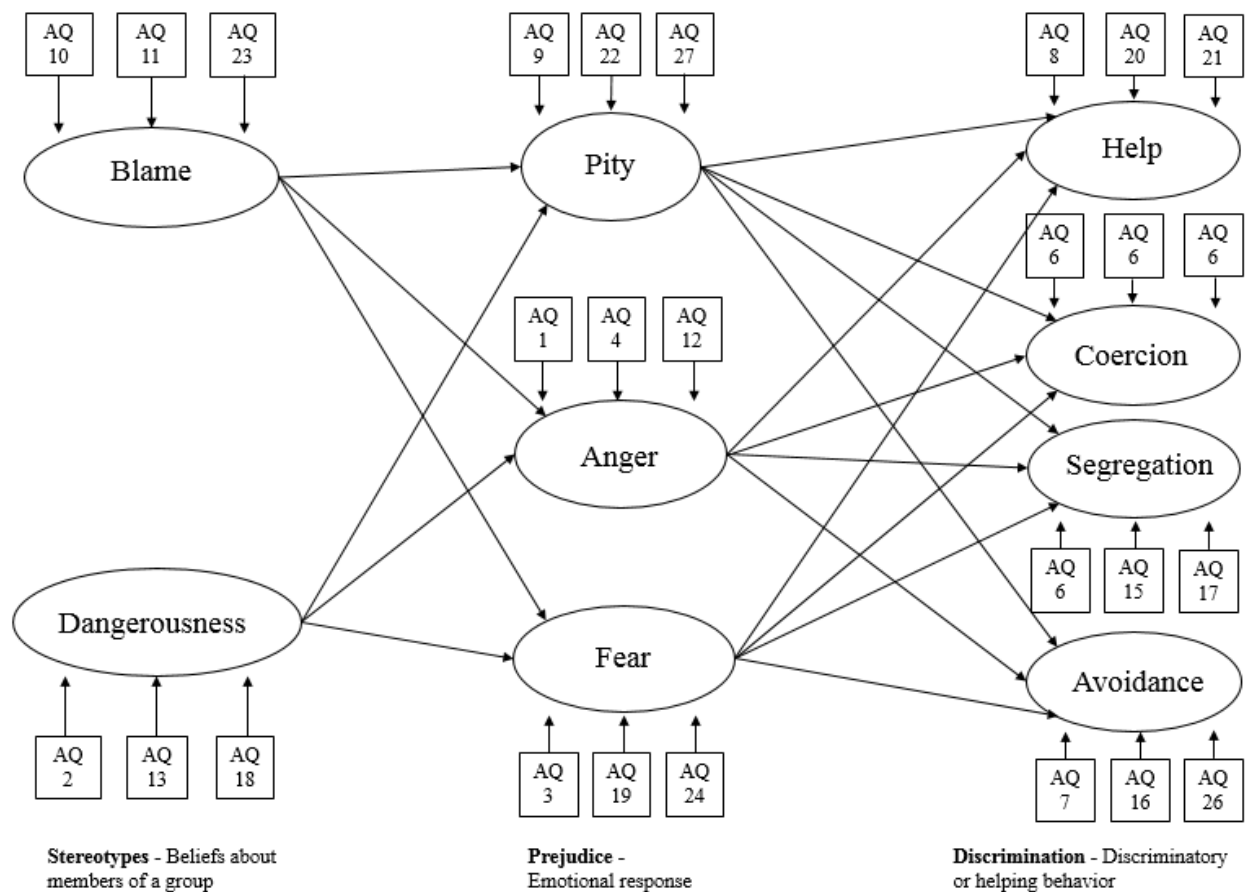 AQ
10
AQ
11
AQ
23
AQ
9
AQ
22
AQ
27
AQ
8
AQ
20
AQ
21
Blame
Pity
Help
AQ
6
AQ
6
AQ
6
AQ
1
AQ
4
AQ
12
Coercion
Anger
Segregation
AQ
6
AQ
15
AQ
17
Dangerousness
Fear
Avoidance
AQ
2
AQ
13
AQ
18
AQ
3
AQ
19
AQ
24
AQ
7
AQ
16
AQ
26
Stereotypes - Beliefs about
members of a group
Prejudice -
Emotional response
Discrimination - Discriminatory
or helping behavior